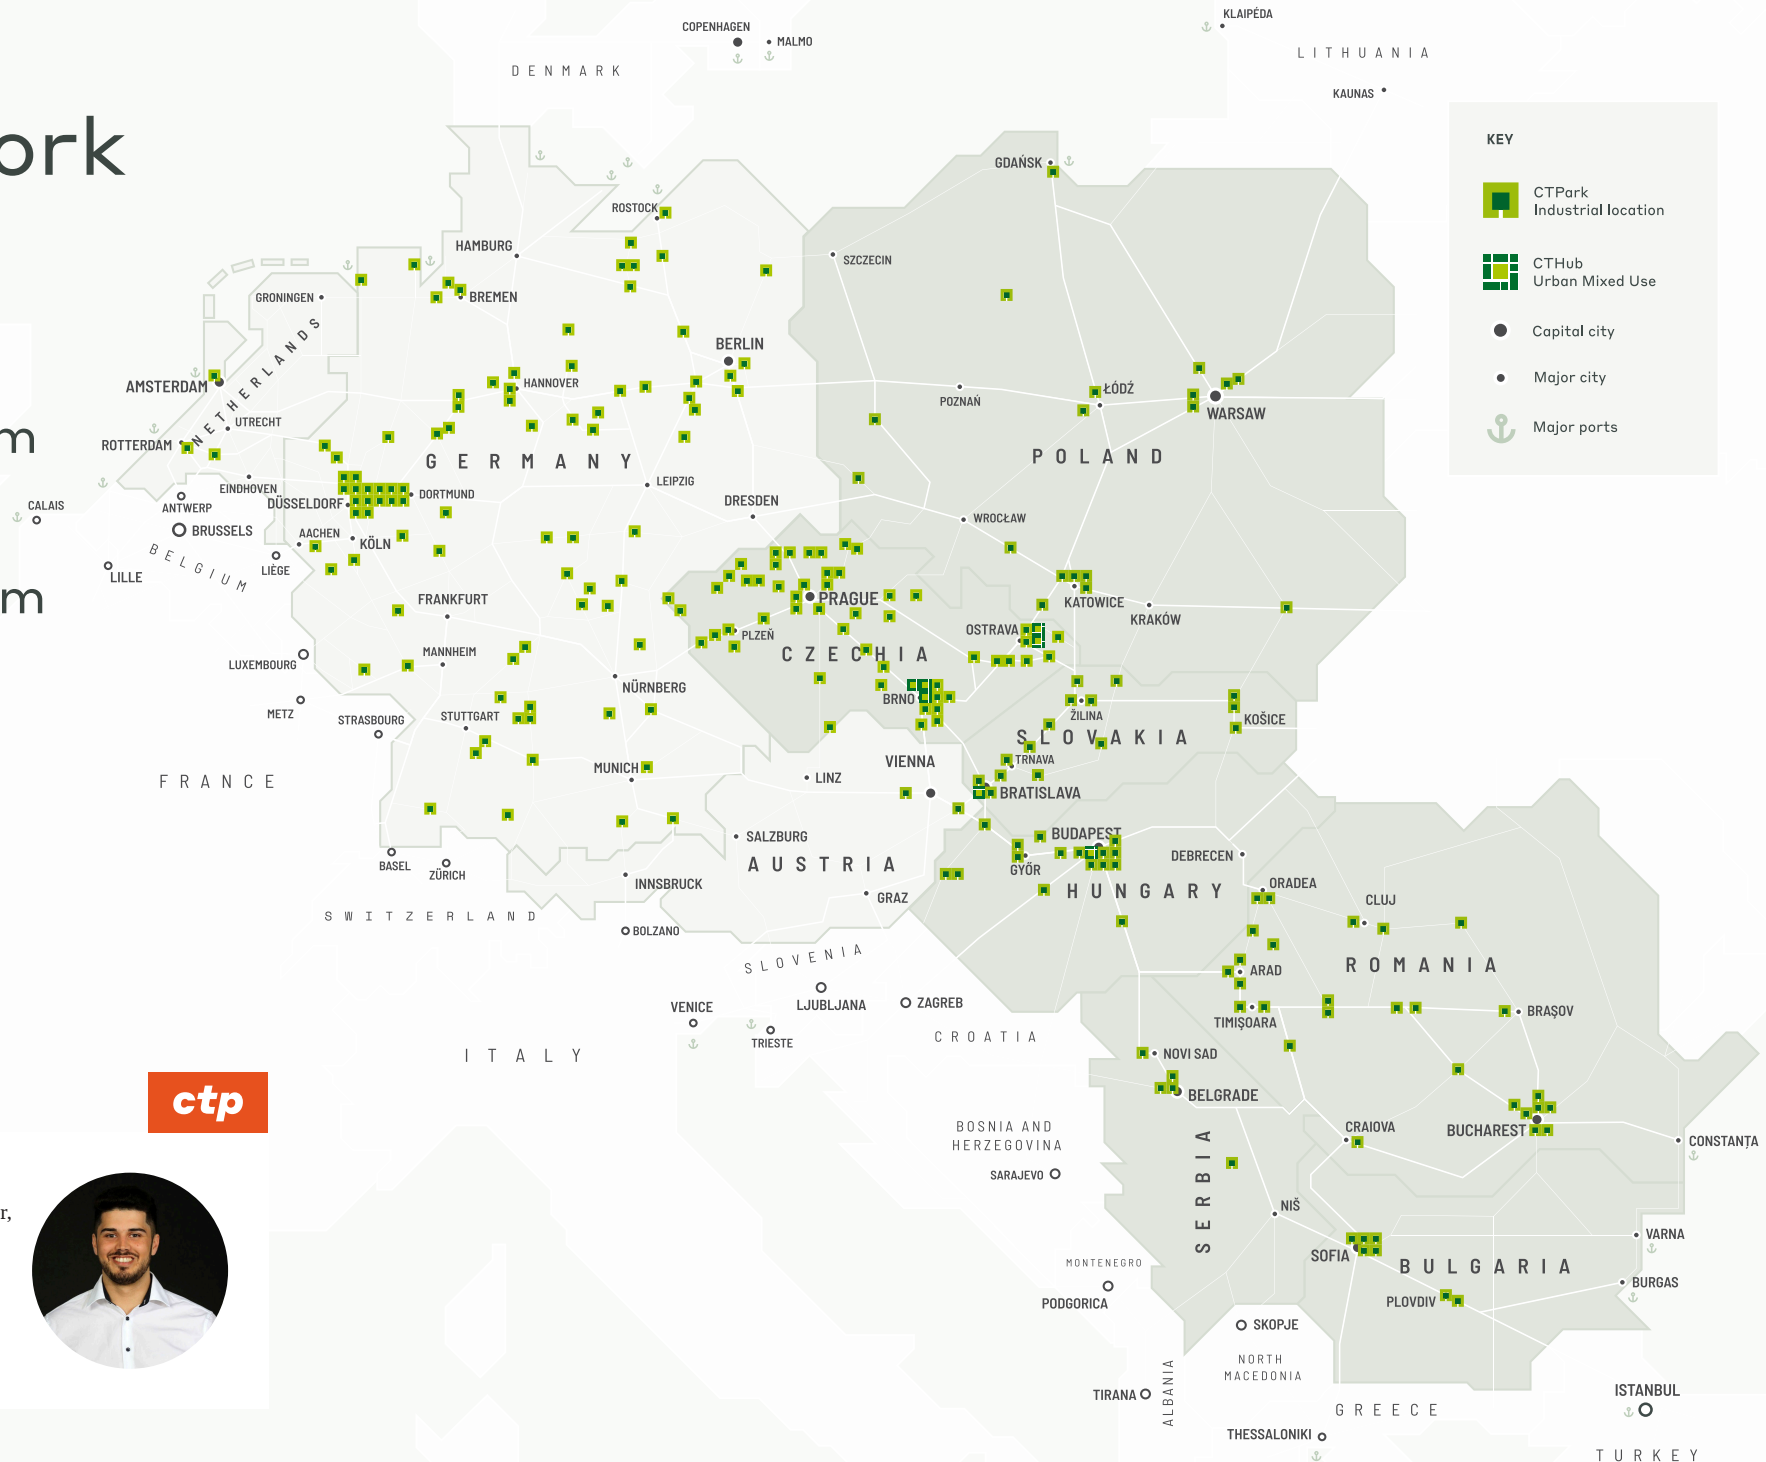 ork
m
m
r,
ctp
KEY
CTPark
Industrial location
CTHub
Urban Mixed Use
Capital city
Major city
Major ports
COPENHAGEN
MALMO
DENMARK
KLAIPÉDA
LITHUANIA
KAUNAS
GDAŃSK
ROSTOCK
HAMBURG
SZCZECIN
GRONINGEN
BREMEN
NETHERLANDS
BERLIN
AMSTERDAM
HANNOVER
POZNAŃ
ŁÓDŹ
WARSAW
UTRECHT
ROTTERDAM
GERMANY
POLAND
EINDHOVEN
LEIPZIG
DORTMUND
DÜSSELDORF
DRESDEN
CALAIS
ANTWERP
WROCŁAW
BRUSSELS
AACHEN
KÖLN
BELGIUM
LIÈGE
LILLE
FRANKFURT
PRAGUE
KATOWICE
KRAKÓW
OSTRAVA
PLZEŇ
CZECHIA
MANNHEIM
LUXEMBOURG
NÜRNBERG
BRNO
METZ
STRASBOURG
STUTTGART
ŽILINA
KOŠICE
SLOVAKIA
TRNAVA
VIENNA
MUNICH
LINZ
FRANCE
BRATISLAVA
SALZBURG
BUDAPEST
AUSTRIA
DEBRECEN
BASEL
ZÜRICH
GYŐR
INNSBRUCK
HUNGARY
ORADEA
GRAZ
CLUJ
SWITZERLAND
BOLZANO
SLOVENIA
ROMANIA
ARAD
LJUBLJANA
ZAGREB
VENICE
TRIESTE
CROATIA
TIMIȘOARA
BRAȘOV
ITALY
NOVI SAD
BELGRADE
BOSNIA AND
HERZEGOVINA
CRAIOVA
BUCHAREST
CONSTANȚA
SARAJEVO
SERBIA
NIŠ
VARNA
SOFIA
BULGARIA
MONTENEGRO
BURGAS
PODGORICA
PLOVDIV
SKOPJE
NORTH
MACEDONIA
TIRANA
ALBANIA
ISTANBUL
GREECE
THESSALONIKI
TURKEY